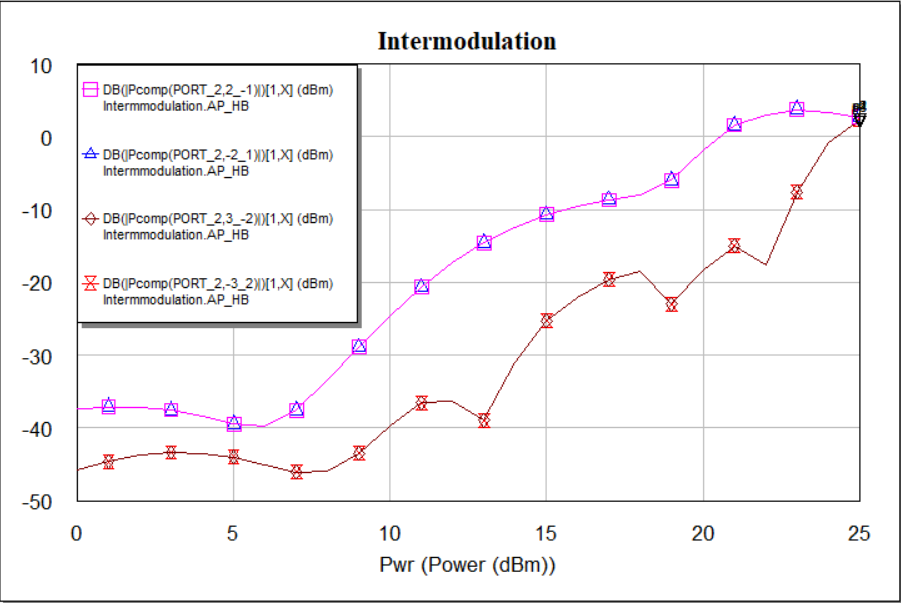 Intermodulation
10
0
-10
-20
-30
-40
-50
DB(|Pcomp(PORT_2,2_-1)|)[1,X] (dBm)
Intermmodulation.AP_HB
DB(|Pcomp(PORT_2,-2_1)|)[1,X] (dBm)
Intermmodulation.AP_HB
DB(|Pcomp(PORT_2,3_-2)|)[1,X] (dBm)
Intermmodulation.AP_HB
DB(|Pcomp(PORT_2,-3_2)|)[1,X] (dBm)
Intermmodulation.AP_HB
0 5 10 15 20 25
Pwr (Power (dBm))